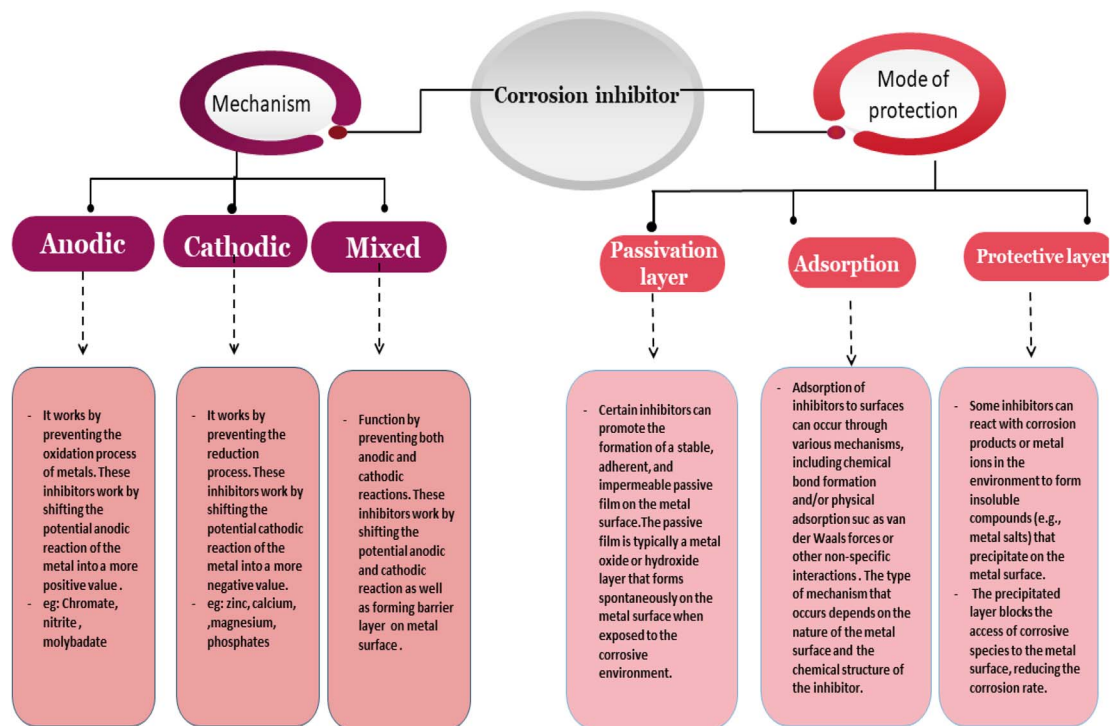 Corrosion inhibitor
Mechanism
Mode of
protection
Anodic
Cathodic
Mixed
Passivation
layer
Adsorption
Protective layer
- It works by
preventing the
oxidation process
of metals. These
inhibitors work by
shifting the
potential anodic
reaction of the
metal into a more
positive value .
- eg: Chromate,
nitrite ,
molybadate
- It works by
preventing the
reduction
process. These
inhibitors work by
shifting the
potential cathodic
reaction of the
metal into a more
negative value.
- eg: zinc, calcium,
,magnesium,
phosphates
- Function by
preventing both
anodic and
cathodic
reactions. These
inhibitors work by
shifting the
potential anodic
and cathodic
reaction as well
as forming barrier
layer on metal
surface .
- Certain inhibitors can
promote the
formation of a stable,
adherent, and
impermeable passive
film on the metal
surface.The passive
film is typically a metal
oxide or hydroxide
layer that forms
spontaneously on the
metal surface when
exposed to the
corrosive
environment.
- Adsorption of
inhibitors to surfaces
can occur through
various mechanisms,
including chemical
bond formation
and/or physical
adsorption suc as van
der Waals forces or
other non-specific
interactions . The type
of mechanism that
occurs depends on the
nature of the metal
surface and the
chemical structure of
the inhibitor.
- Some inhibitors can
react with corrosion
products or metal
ions in the
environment to form
insoluble
compounds (e.g.,
metal salts) that
precipitate on the
metal surface.
- The precipitated
layer blocks the
access of corrosive
species to the metal
surface, reducing the
corrosion rate.